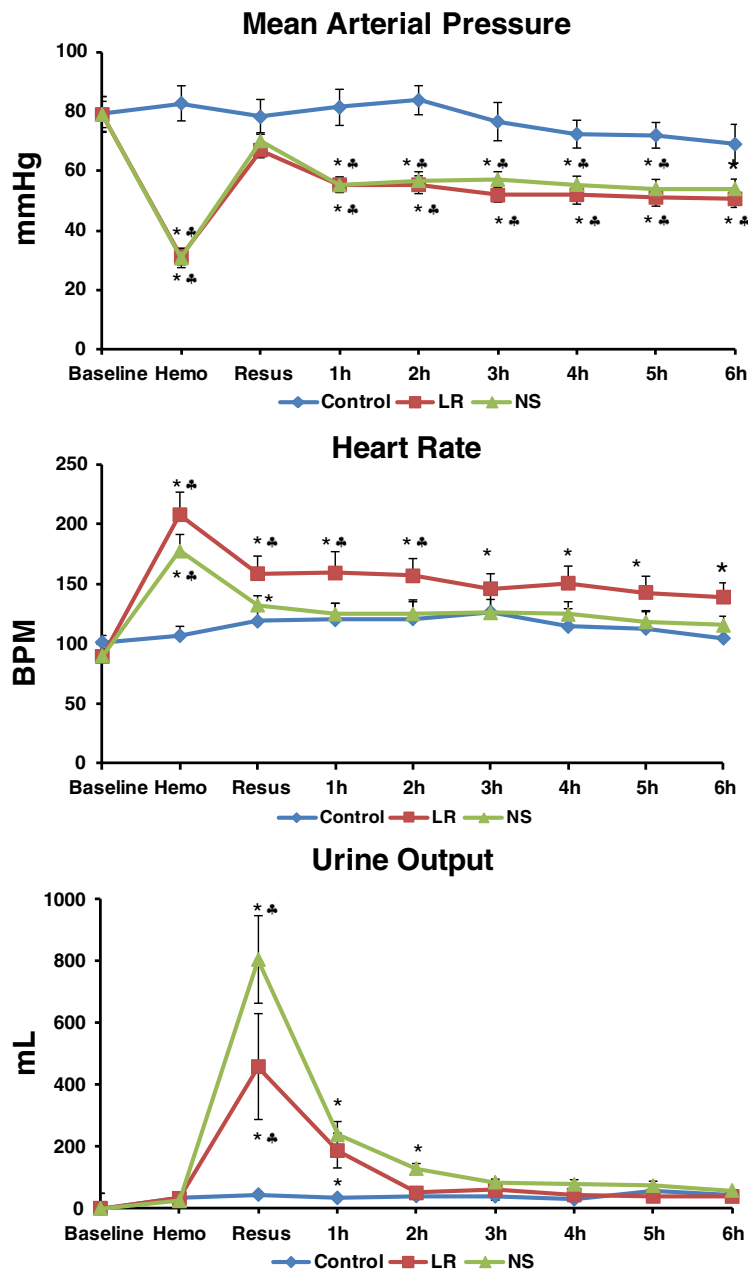 Mean Arterial Pressure
100
80
60
40
20
0
mmHg
* ♣ * ♣ * ♣ * ♣ * ♣ *
* ♣ * ♣ * ♣ * ♣ * ♣ * ♣
* ♣
* ♣
Baseline Hemo Resus 1h 2h 3h 4h 5h 6h
Control LR NS
Heart Rate
250
200
150
100
50
0
BPM
* ♣
* ♣ * ♣ * ♣ * * * *
* ♣ *
Baseline Hemo Resus 1h 2h 3h 4h 5h 6h
Control LR NS
Urine Output
1000
800
600
400
200
0
mL
* ♣
* *
* ♣
*
Baseline Hemo Resus 1h 2h 3h 4h 5h 6h
Control LR NS